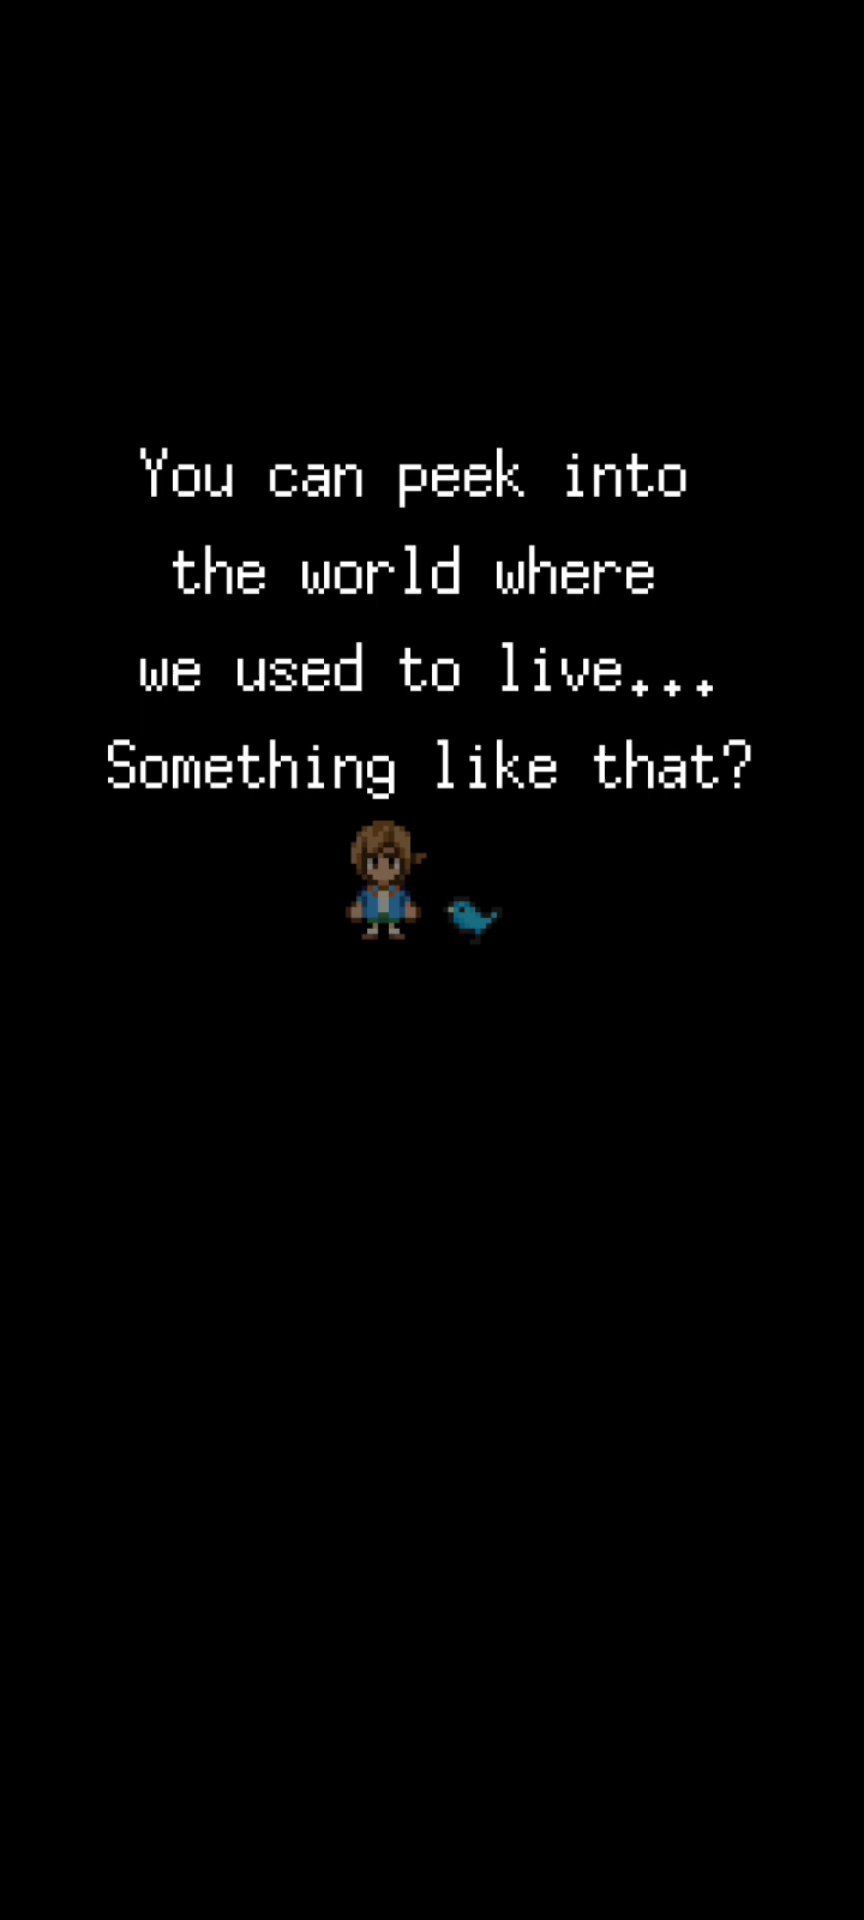 You can peek into
the world where
we used to live...
Something like that?